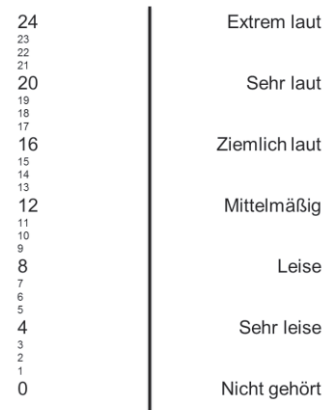 24 Extrem laut
23
22
21
20 Sehr laut
19
18
17
16 Ziemlich laut
15
14
13
12 Mittelmäßig
11
10
9
8 Leise
7
6
5
4 Sehr leise
3
2
1
0 Nicht gehört